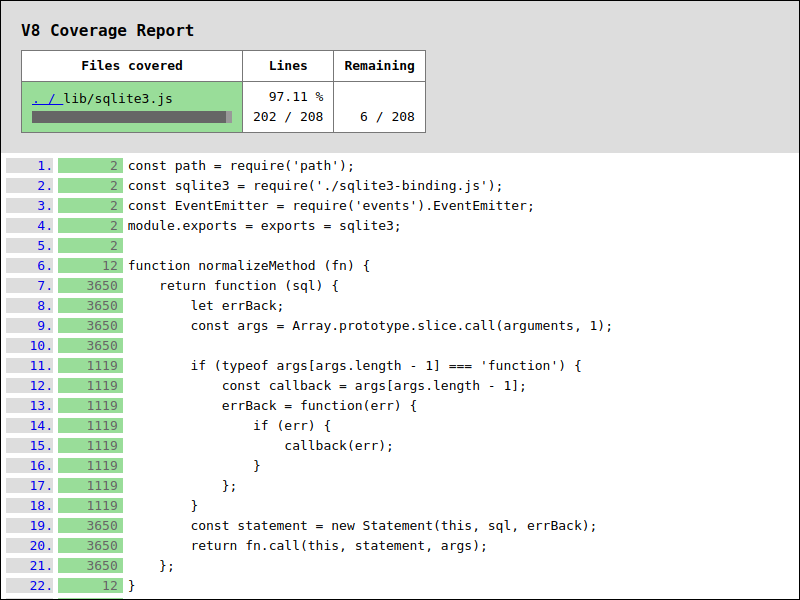 V8 Coverage Report
Files covered Lines Remaining
. / lib/sqlite3.js 97.11 %
202 / 208 6 / 208
1. 2 const path = require('path');
2. 2 const sqlite3 = require('./sqlite3-binding.js');
3. 2 const EventEmitter = require('events').EventEmitter;
4. 2 module.exports = exports = sqlite3;
5. 2
6. 12 function normalizeMethod (fn) {
7. 3650     return function (sql) {
8. 3650         let errBack;
9. 3650         const args = Array.prototype.slice.call(arguments, 1);
10. 3650
11. 1119         if (typeof args[args.length - 1] === 'function') {
12. 1119             const callback = args[args.length - 1];
13. 1119             errBack = function(err) {
14. 1119                 if (err) {
15. 1119                     callback(err);
16. 1119                 }
17. 1119             };
18. 1119         }
19. 3650         const statement = new Statement(this, sql, errBack);
20. 3650         return fn.call(this, statement, args);
21. 3650     };
22. 12 }